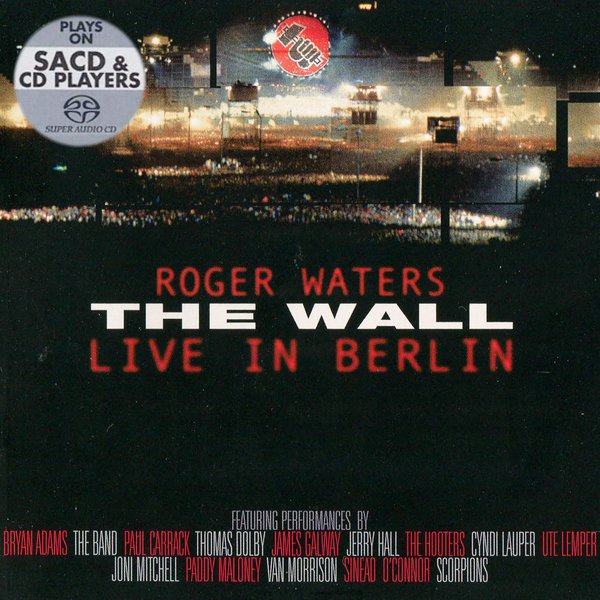 PLAYS
ON
SACD &
CD PLAYERS
SUPER AUDIO CD
ROGER WATERS
THE WALL
LIVE IN BERLIN
FEATURING PERFORMANCES BY
BRYAN ADAMS THE BAND PAUL CARRACK THOMAS DOLBY JAMES GALWAY JERRY HALL THE HOOTERS CYNDI LAUPER UTE LEMPER
JONI MITCHELL PADDY MALONEY VAN MORRISON SINEAD O'CONNOR SCORPIONS